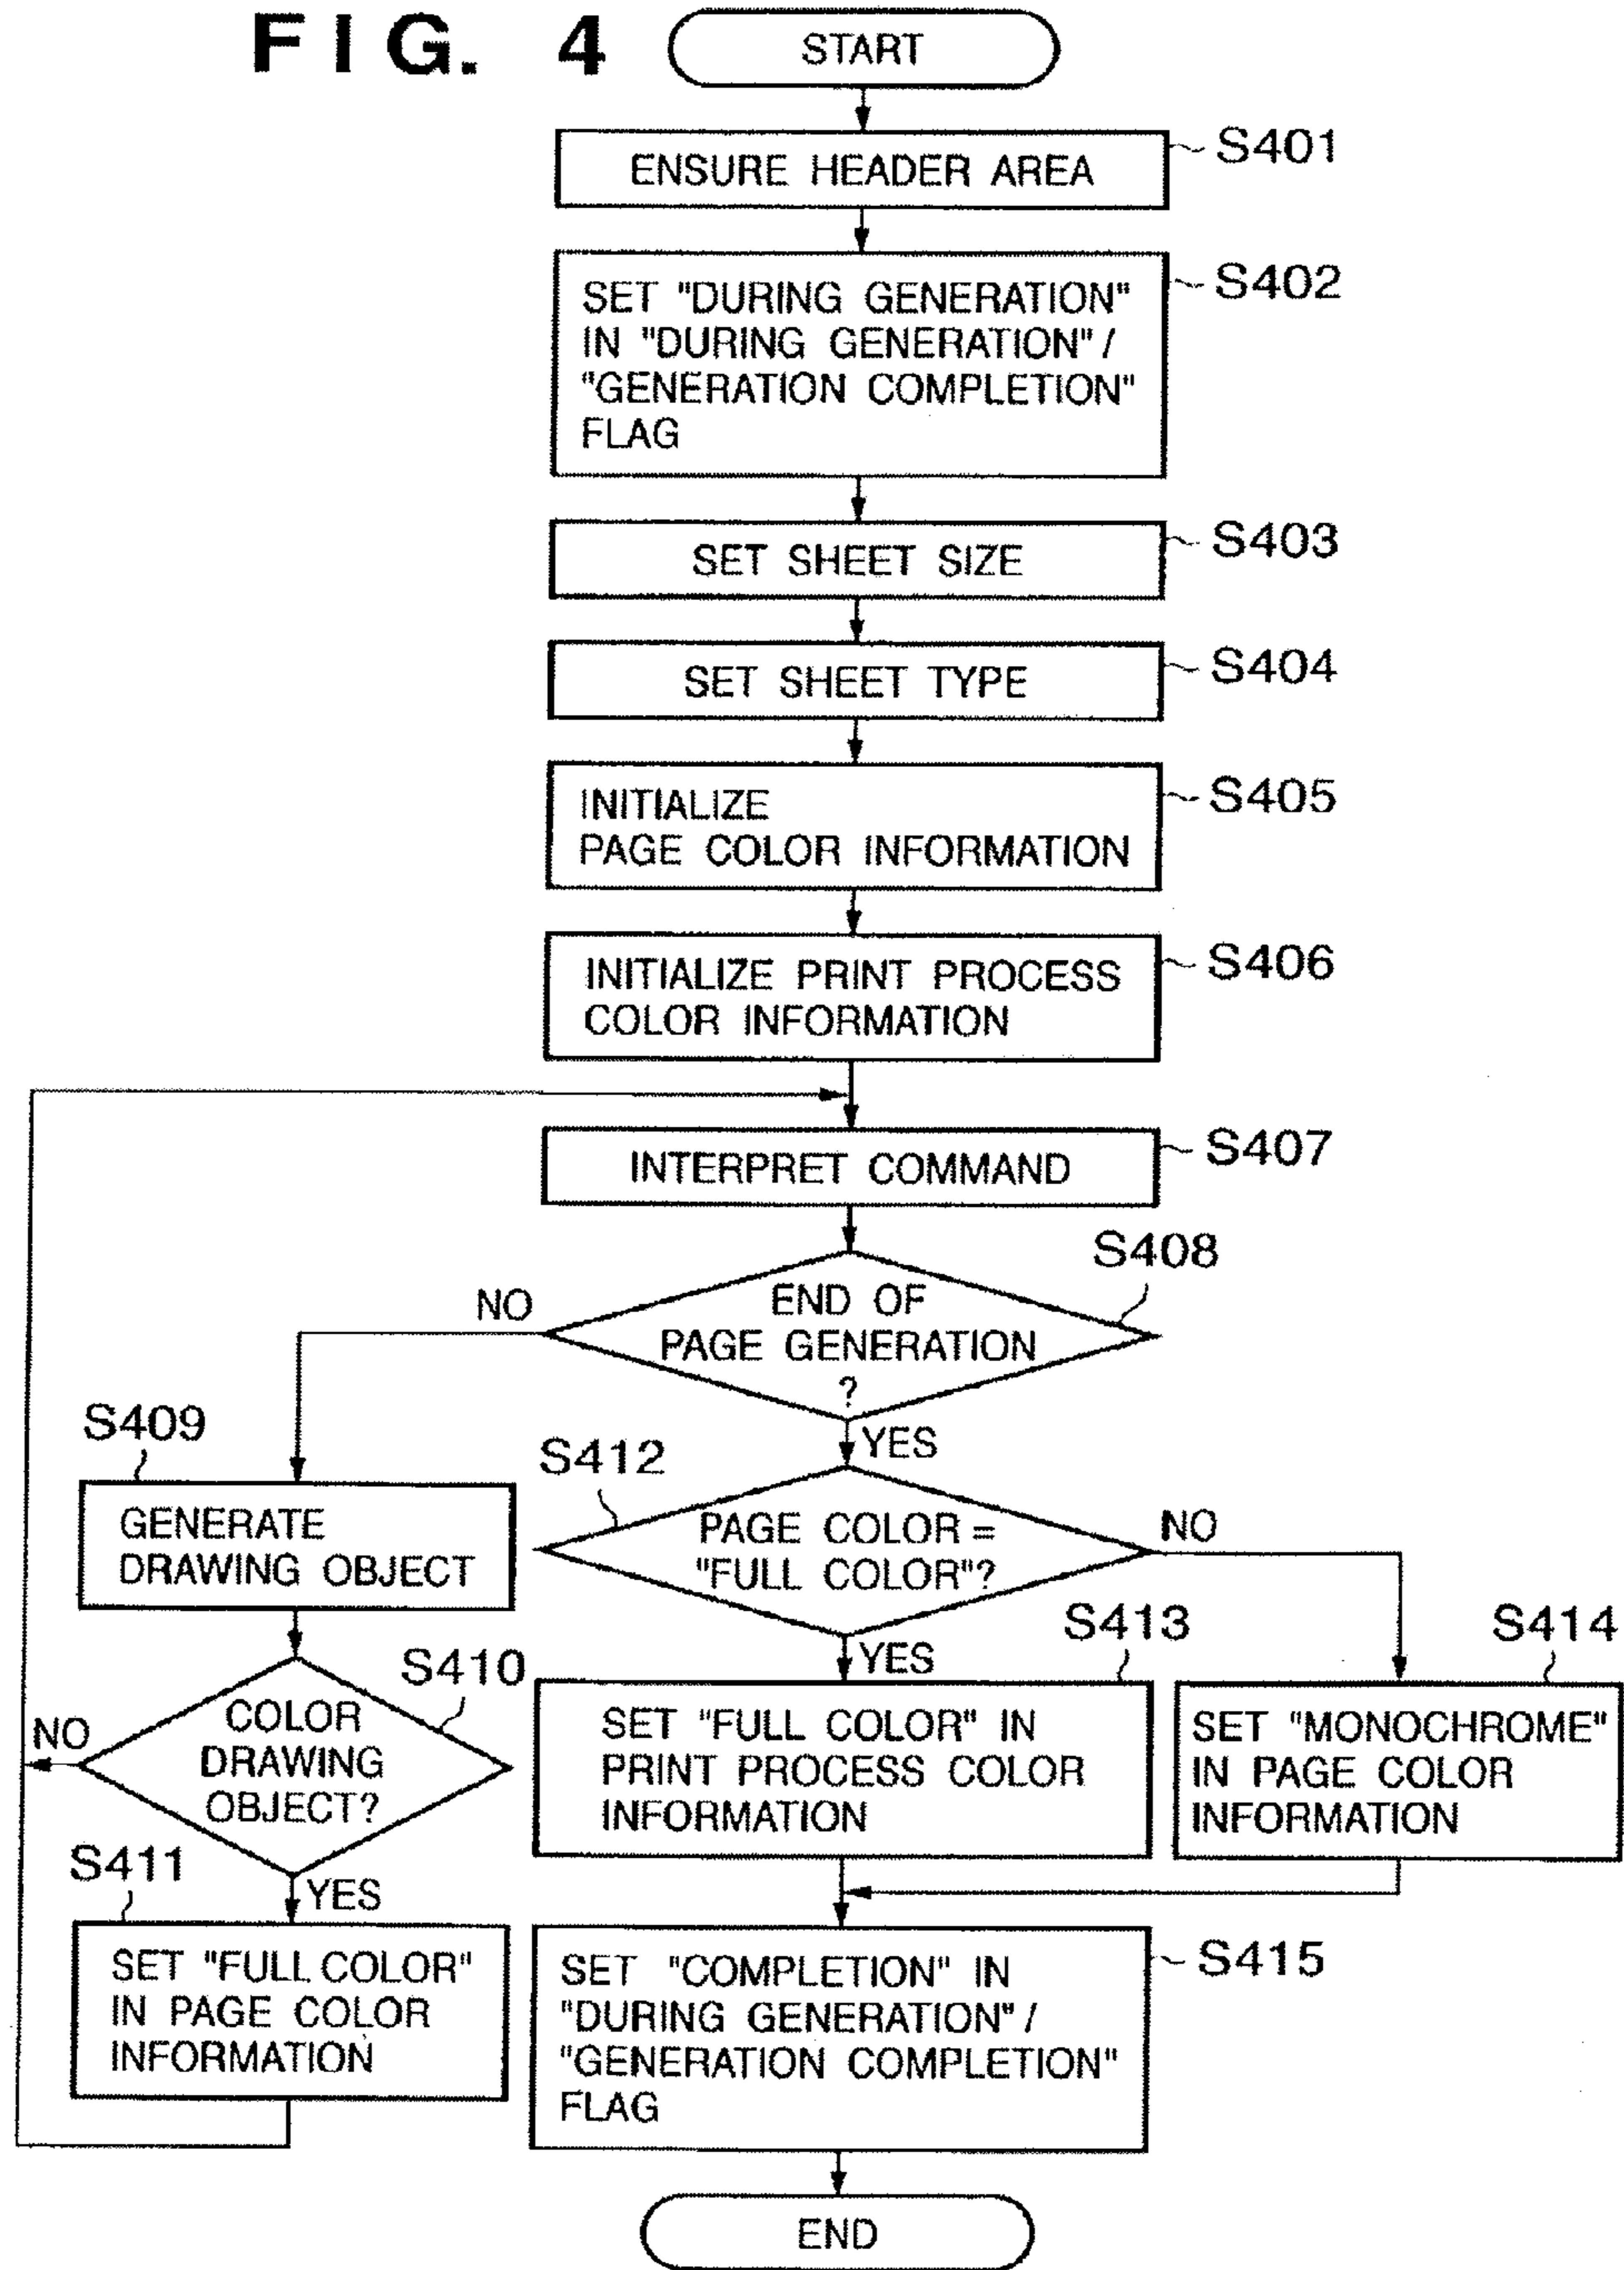 FIG. 4
START
ENSURE HEADER AREA
S401
SET "DURING GENERATION"
IN "DURING GENERATION" /
"GENERATION COMPLETION"
FLAG
S402
SET SHEET SIZE
S403
SET SHEET TYPE
S404
INITIALIZE
PAGE COLOR INFORMATION
S405
INITIALIZE PRINT PROCESS
COLOR INFORMATION
S406
INTERPRET COMMAND
S407
S408
END OF
PAGE GENERATION
?
NO
YES
S409
GENERATE
DRAWING OBJECT
S410
COLOR
DRAWING
OBJECT?
NO
YES
S411
SET "FULL COLOR"
IN PAGE COLOR
INFORMATION
S412
PAGE COLOR =
"FULL COLOR"?
NO
YES
S413
SET "FULL COLOR" IN
PRINT PROCESS COLOR
INFORMATION
S414
SET "MONOCHROME"
IN PAGE COLOR
INFORMATION
SET "COMPLETION" IN
"DURING GENERATION" /
"GENERATION COMPLETION"
FLAG
S415
END